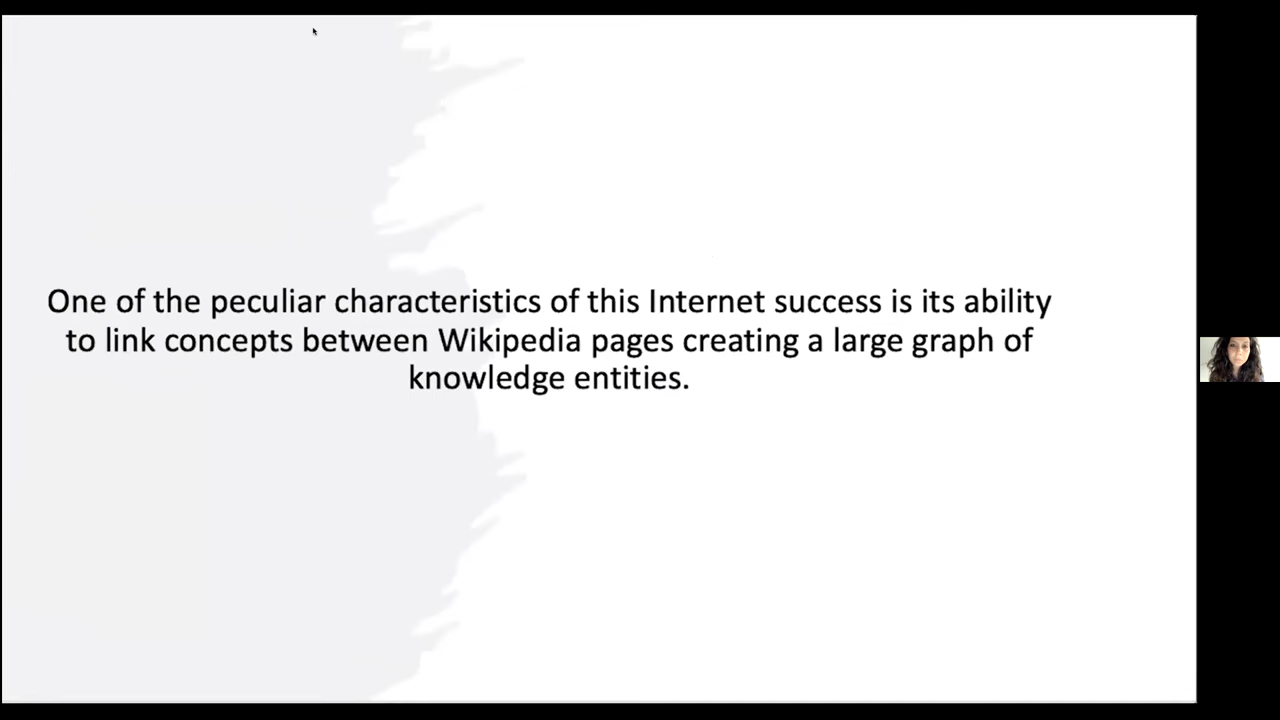 One of the peculiar characteristics of this Internet success is its ability
to link concepts between Wikipedia pages creating a large graph of
knowledge entities.